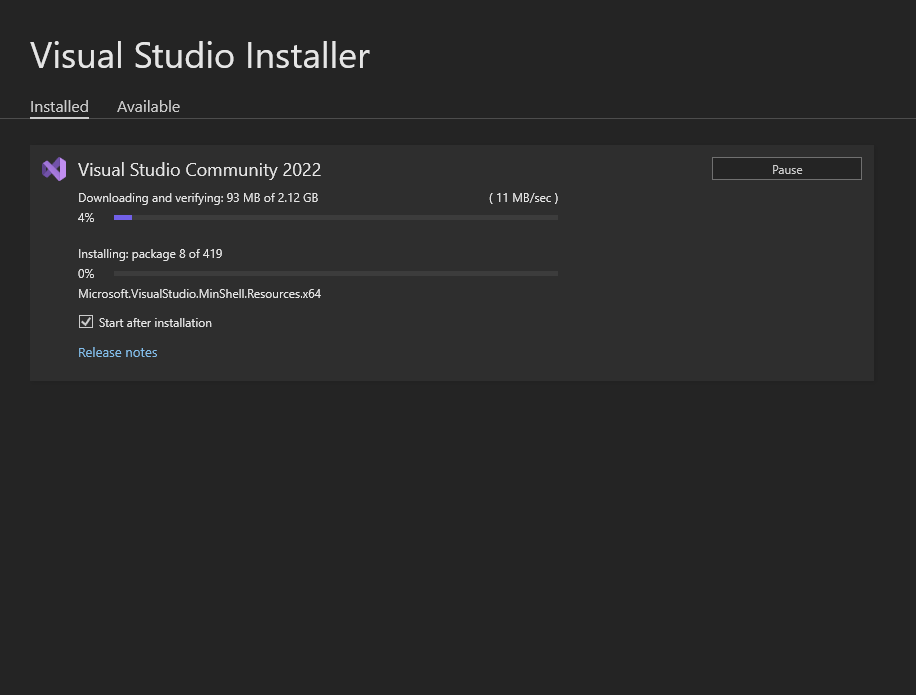 Visual Studio Installer
Installed Available
Visual Studio Community 2022 Pause
Downloading and verifying: 93 MB of 2.12 GB ( 11 MB/sec )
4%
Installing: package 8 of 419
0%
Microsoft.VisualStudio.MinShell.Resources.x64
Start after installation
Release notes